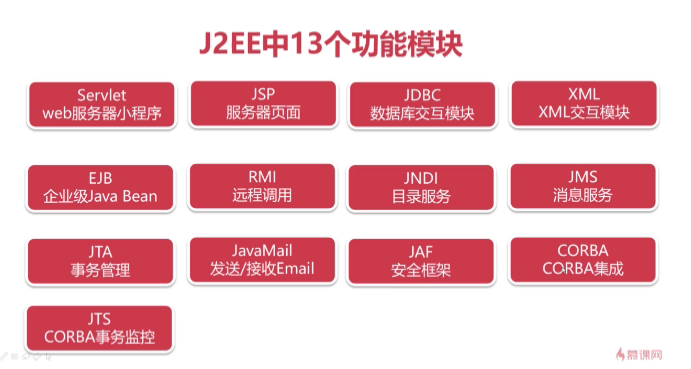 J2EE中13个功能模块
Servlet
web服务器小程序
JSP
服务器页面
JDBC
数据库交互模块
XML
XML交互模块
EJB
企业级Java Bean
RMI
远程调用
JNDI
目录服务
JMS
消息服务
JTA
事务管理
JavaMail
发送/接收Email
JAF
安全框架
CORBA
CORBA集成
JTS
CORBA事务监控
慕课网